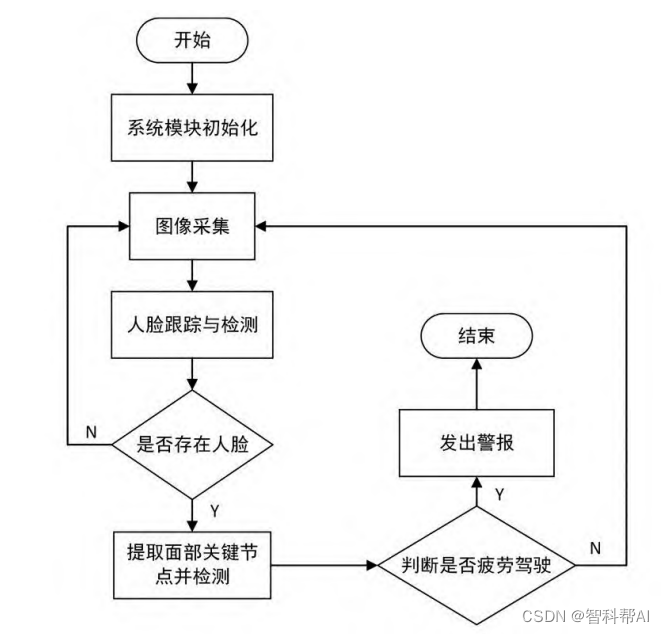 开始
系统模块初始化
图像采集
人脸跟踪与检测
是否存在人脸
N
Y
提取面部关键节
点并检测
判断是否疲劳驾驶
Y
N
发出警报
结束
CSDN @智科帮AI